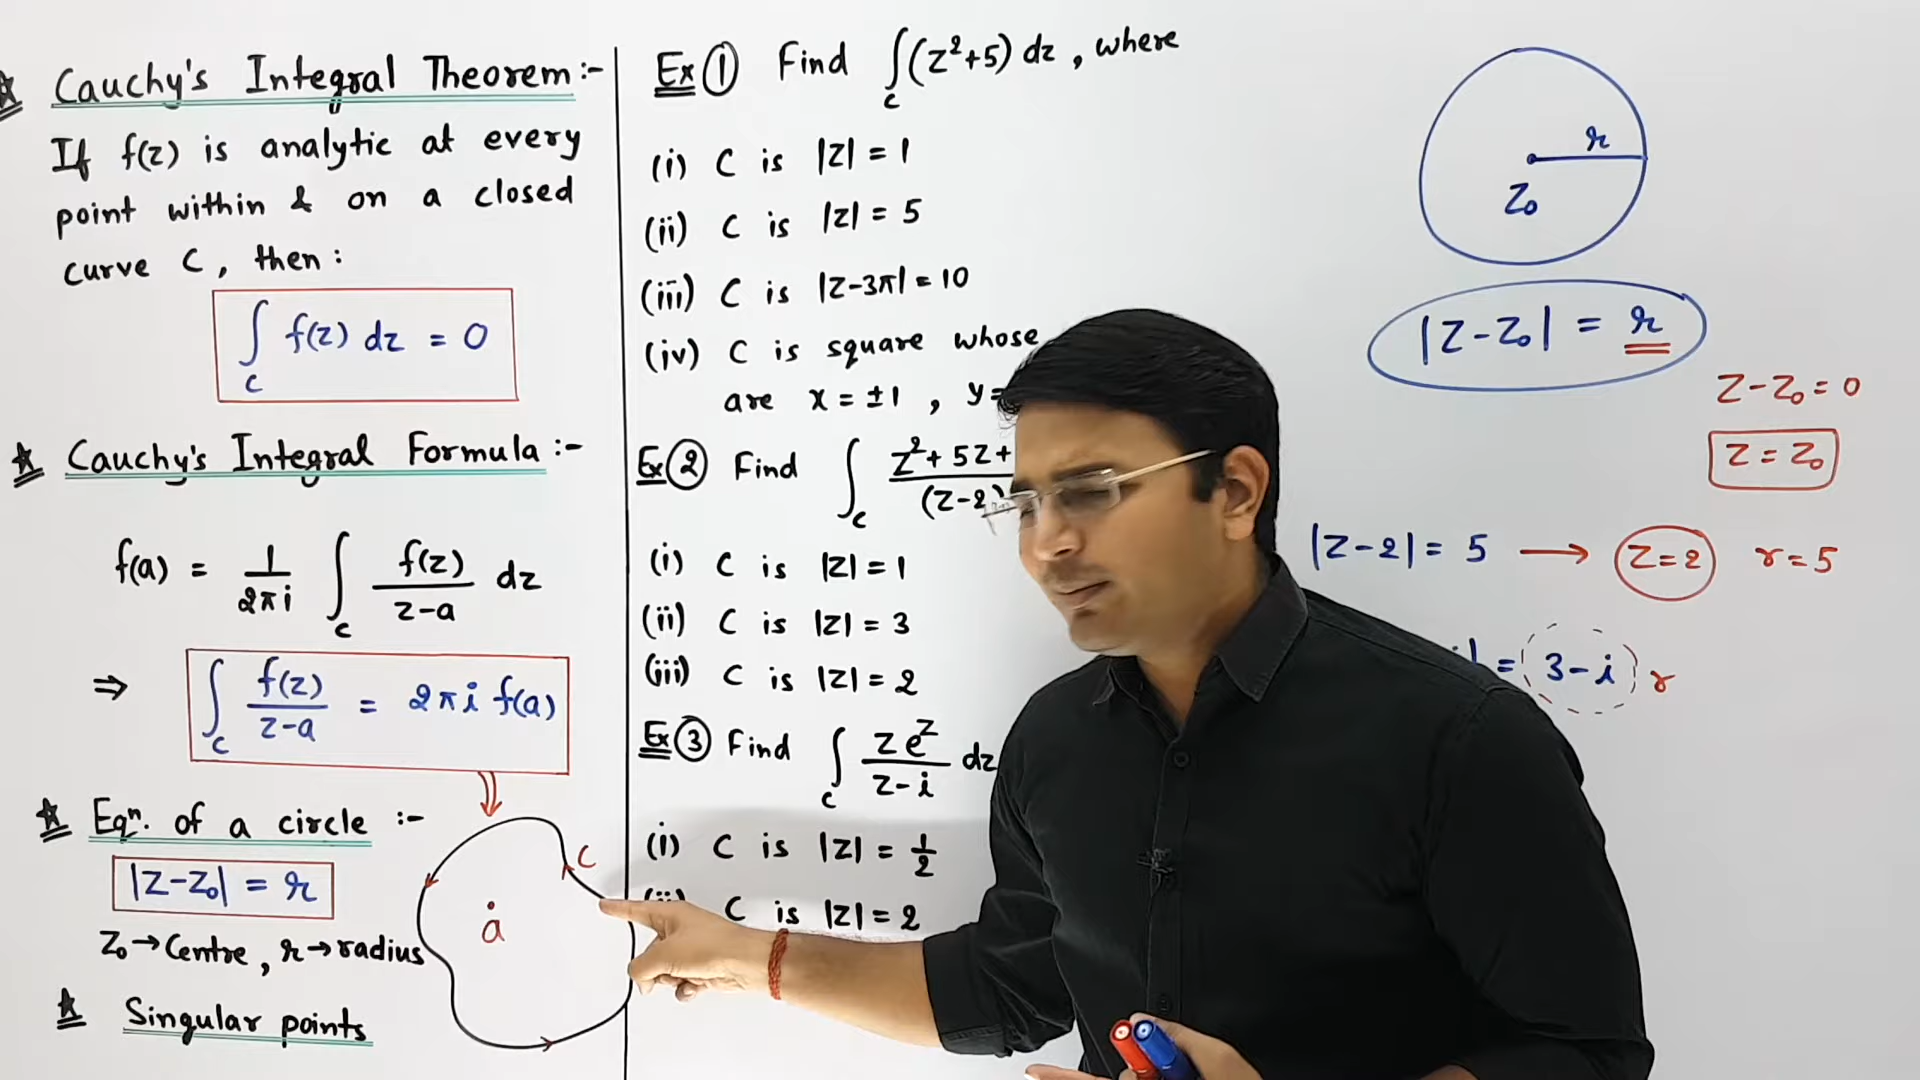 Cauchy's Integral Theorem :-
If f(z) is analytic at every
point within & on a closed
curve C, then :
∫_C f(z) dz = 0
Cauchy's Integral Formula :-
f(a) = 1/2πi ∫_C f(z)/z-a dz
⇒ ∫_C f(z)/z-a = 2πi f(a)
Eqn. of a circle :-
|z-z₀| = r
z₀ → Centre, r → radius
Singular points
C
a
Ex ① Find ∫_C (z²+5) dz, where
(i) C is |z| = 1
(ii) C is |z| = 5
(iii) C is |z-3π| = 10
(iv) C is square whose
are x = ±1, y=
Ex ② Find ∫_C z²+5z+ / (z-2)
(i) C is |z| = 1
(ii) C is |z| = 3
(iii) C is |z| = 2
Ex ③ Find ∫_C z e^z / z-i dz
(i) C is |z| = 1/2
C is |z| = 2
r
z₀
|z-z₀| = r
z-z₀ = 0
z = z₀
|z-2| = 5 → z=2 r=5
= 3-i r